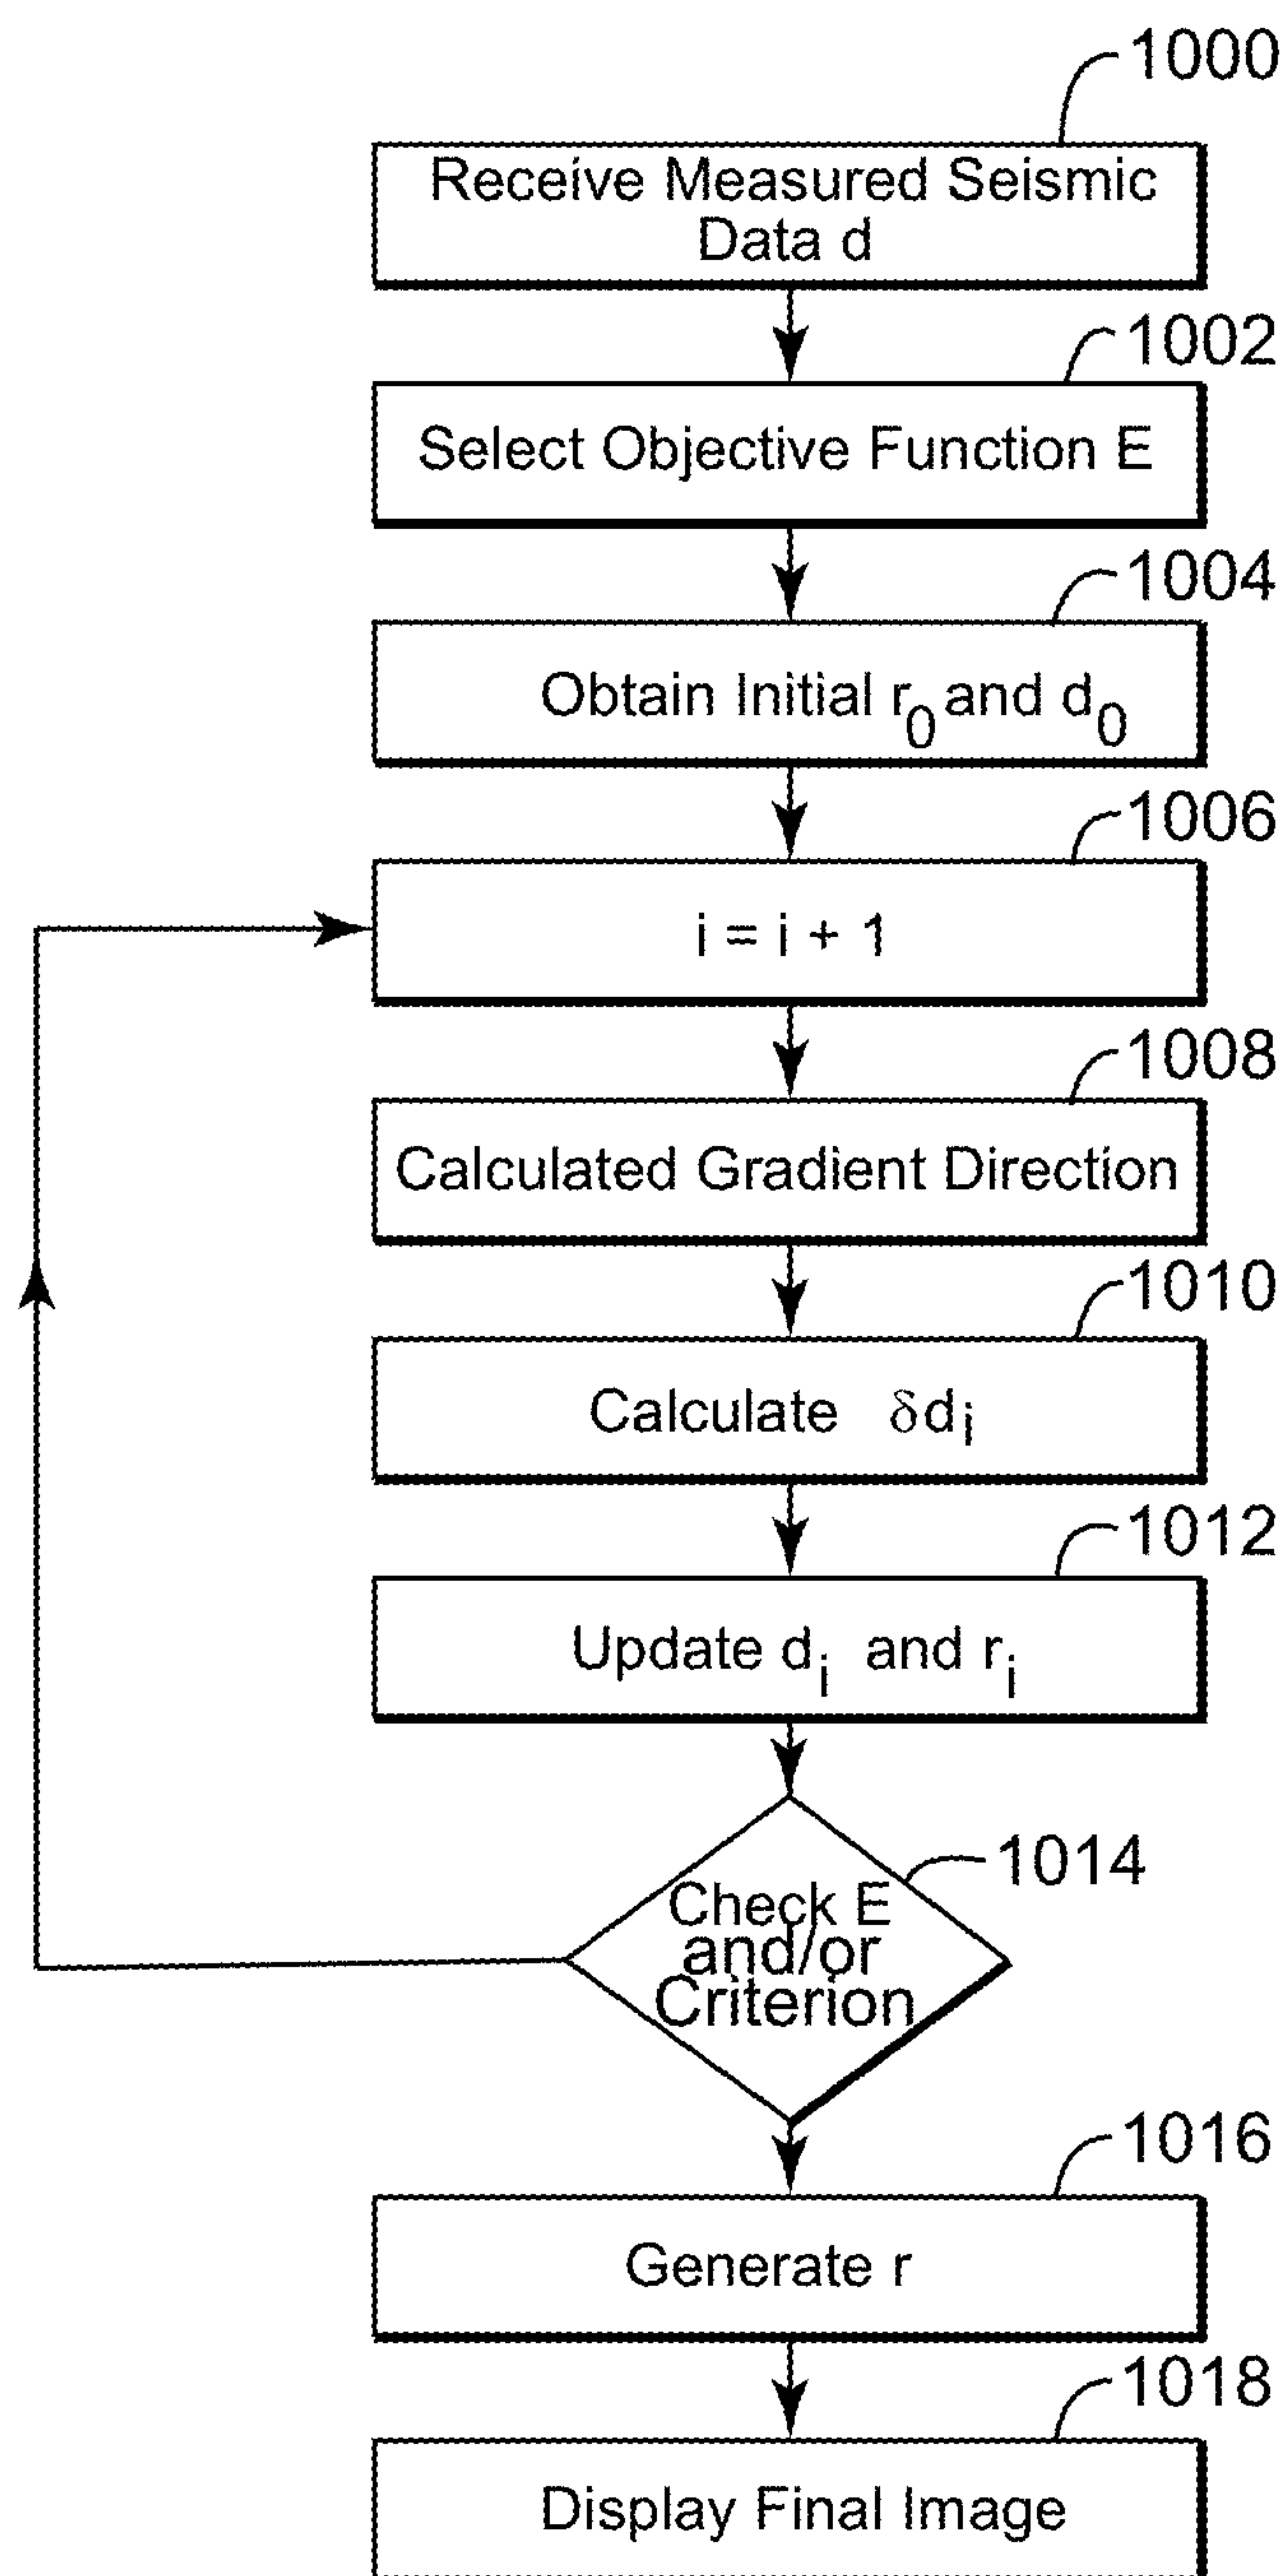 1000
Receive Measured Seismic
Data d
1002
Select Objective Function E
1004
Obtain Initial r₀ and d₀
1006
i = i + 1
1008
Calculated Gradient Direction
1010
Calculate δdᵢ
1012
Update dᵢ and rᵢ
1014
Check E
and/or
Criterion
1016
Generate r
1018
Display Final Image